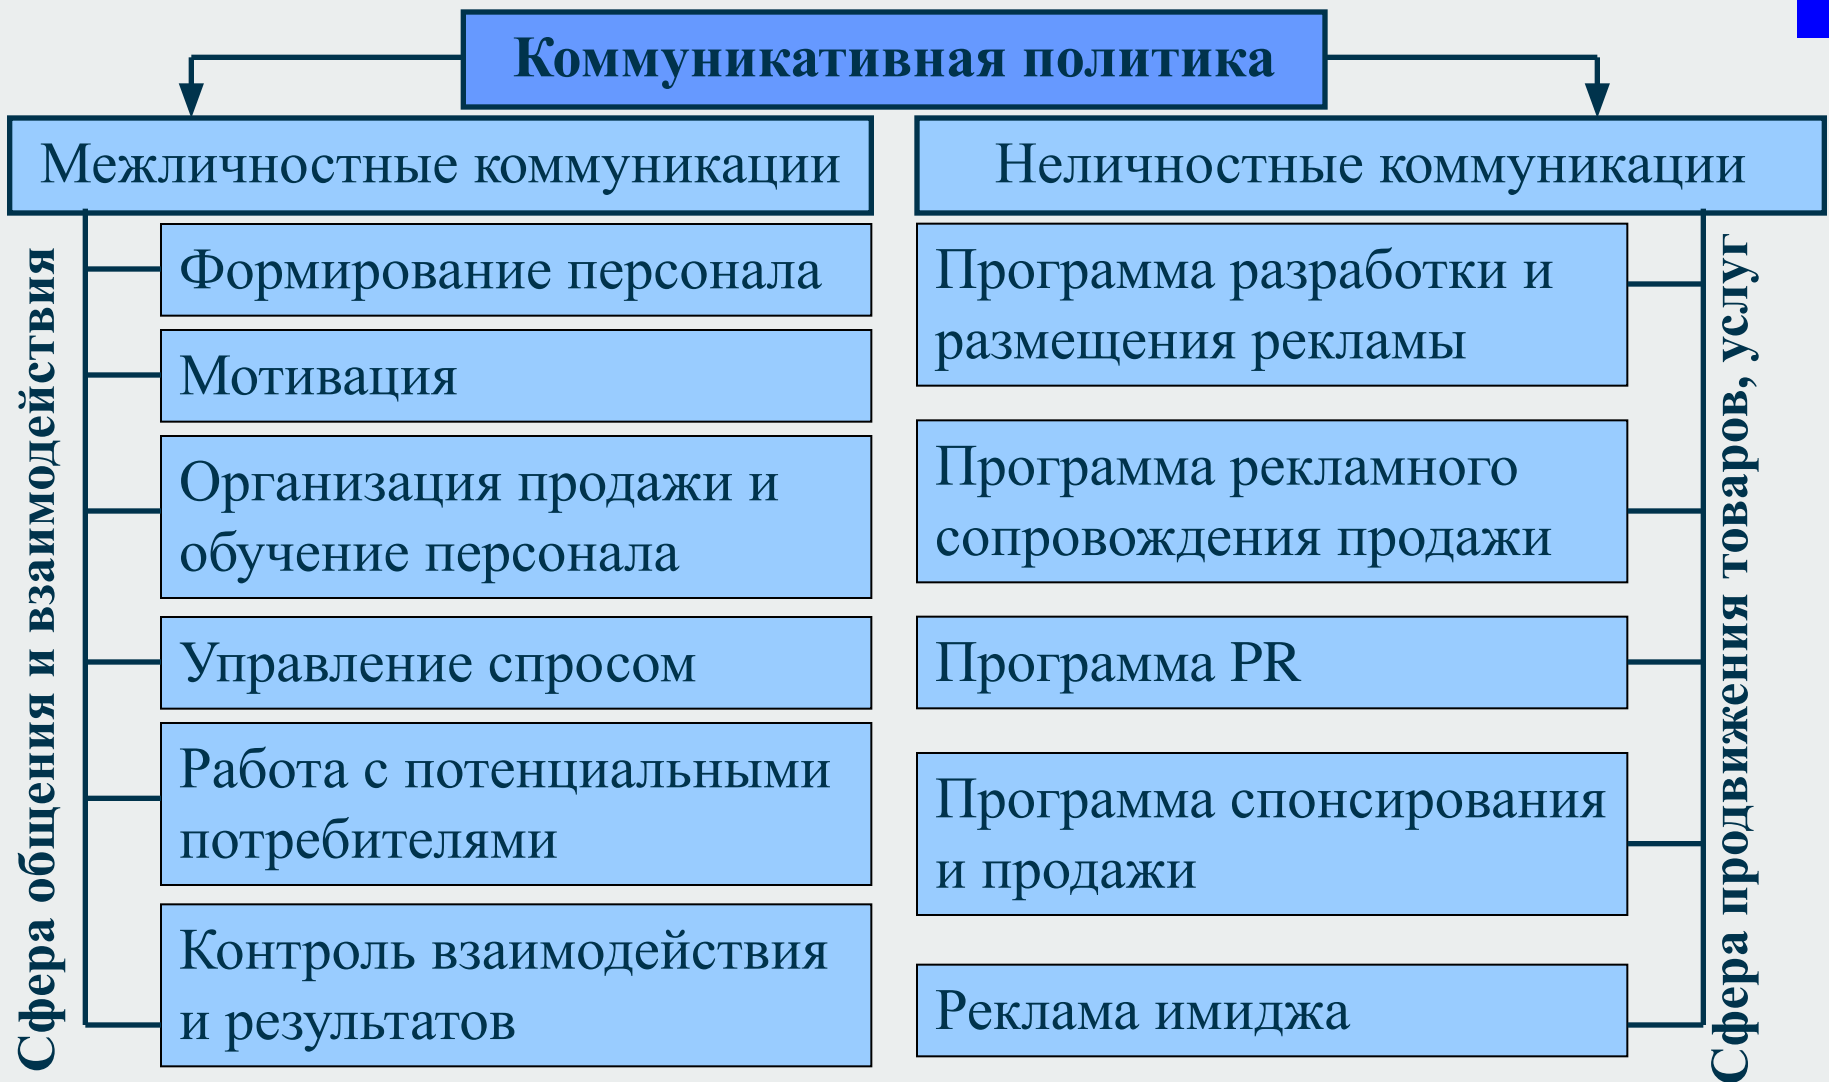 Коммуникативная политика
Межличностные коммуникации
Сфера общения и взаимодействия
Формирование персонала
Мотивация
Организация продажи и
обучение персонала
Управление спросом
Работа с потенциальными
потребителями
Контроль взаимодействия
и результатов
Неличностные коммуникации
Программа разработки и
размещения рекламы
Программа рекламного
сопровождения продажи
Программа PR
Программа спонсирования
и продажи
Реклама имиджа
Сфера продвижения товаров, услуг